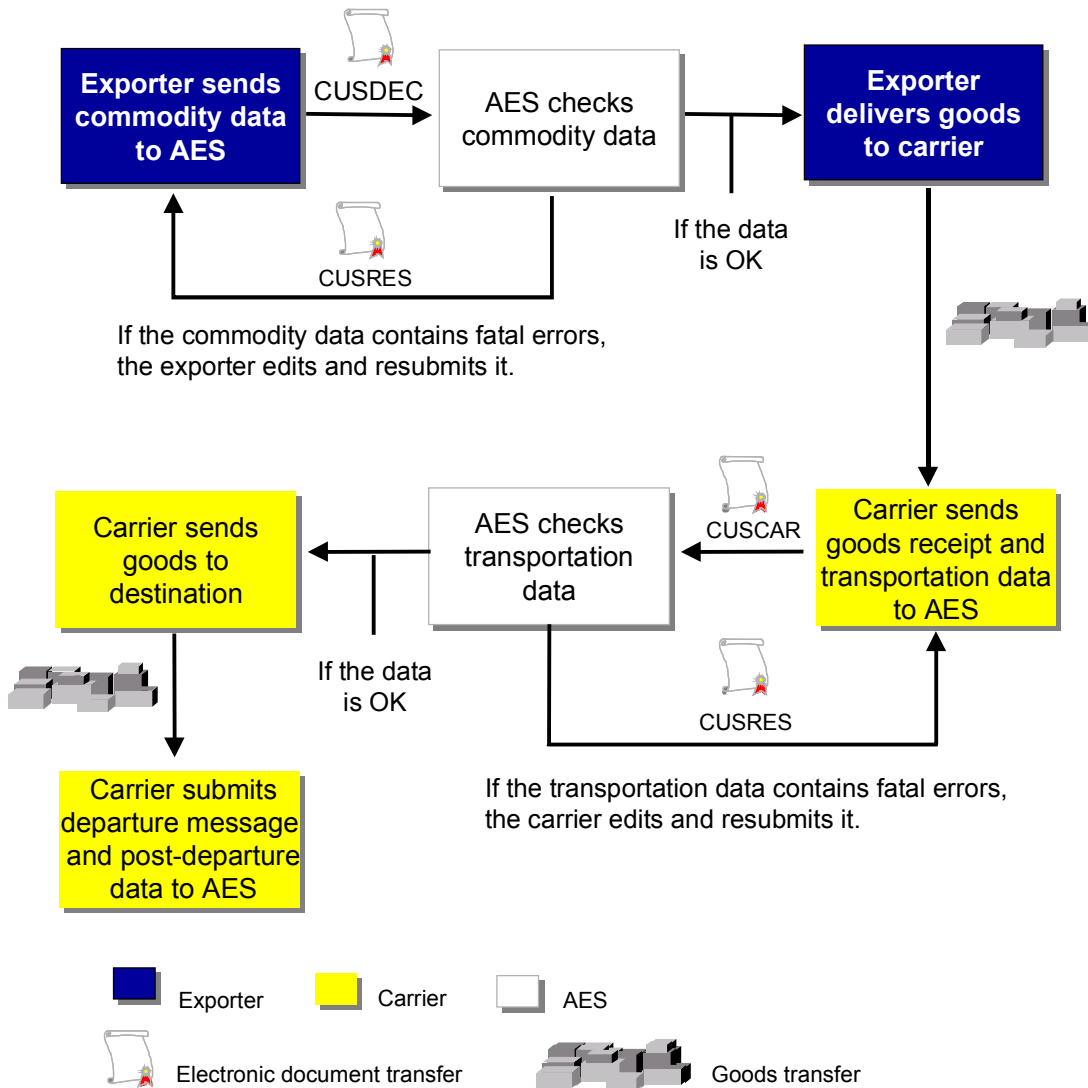 Exporter sends
commodity data
to AES
CUSDEC
AES checks
commodity data
If the data
is OK
Exporter
delivers goods
to carrier
CUSRES
If the commodity data contains fatal errors,
the exporter edits and resubmits it.
Carrier sends
goods receipt and
transportation data
to AES
CUSCAR
AES checks
transportation
data
CUSRES
If the transportation data contains fatal errors,
the carrier edits and resubmits it.
If the data
is OK
Carrier sends
goods to
destination
Carrier submits
departure message
and post-departure
data to AES
Exporter
Carrier
AES
Electronic document transfer
Goods transfer